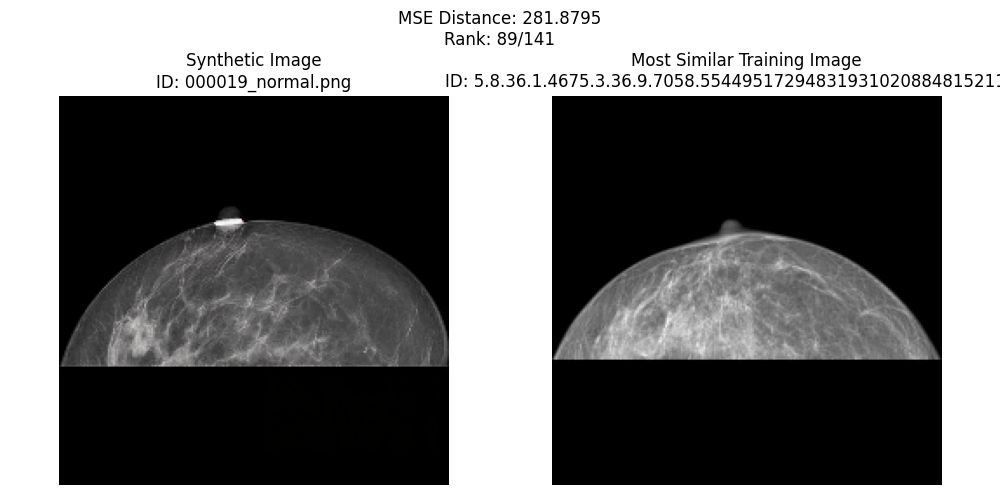 MSE Distance: 281.8795
Rank: 89/141
Synthetic Image
ID: 000019_normal.png
Most Similar Training Image
ID: 5.8.36.1.4675.3.36.9.7058.55449517294831931020884815211